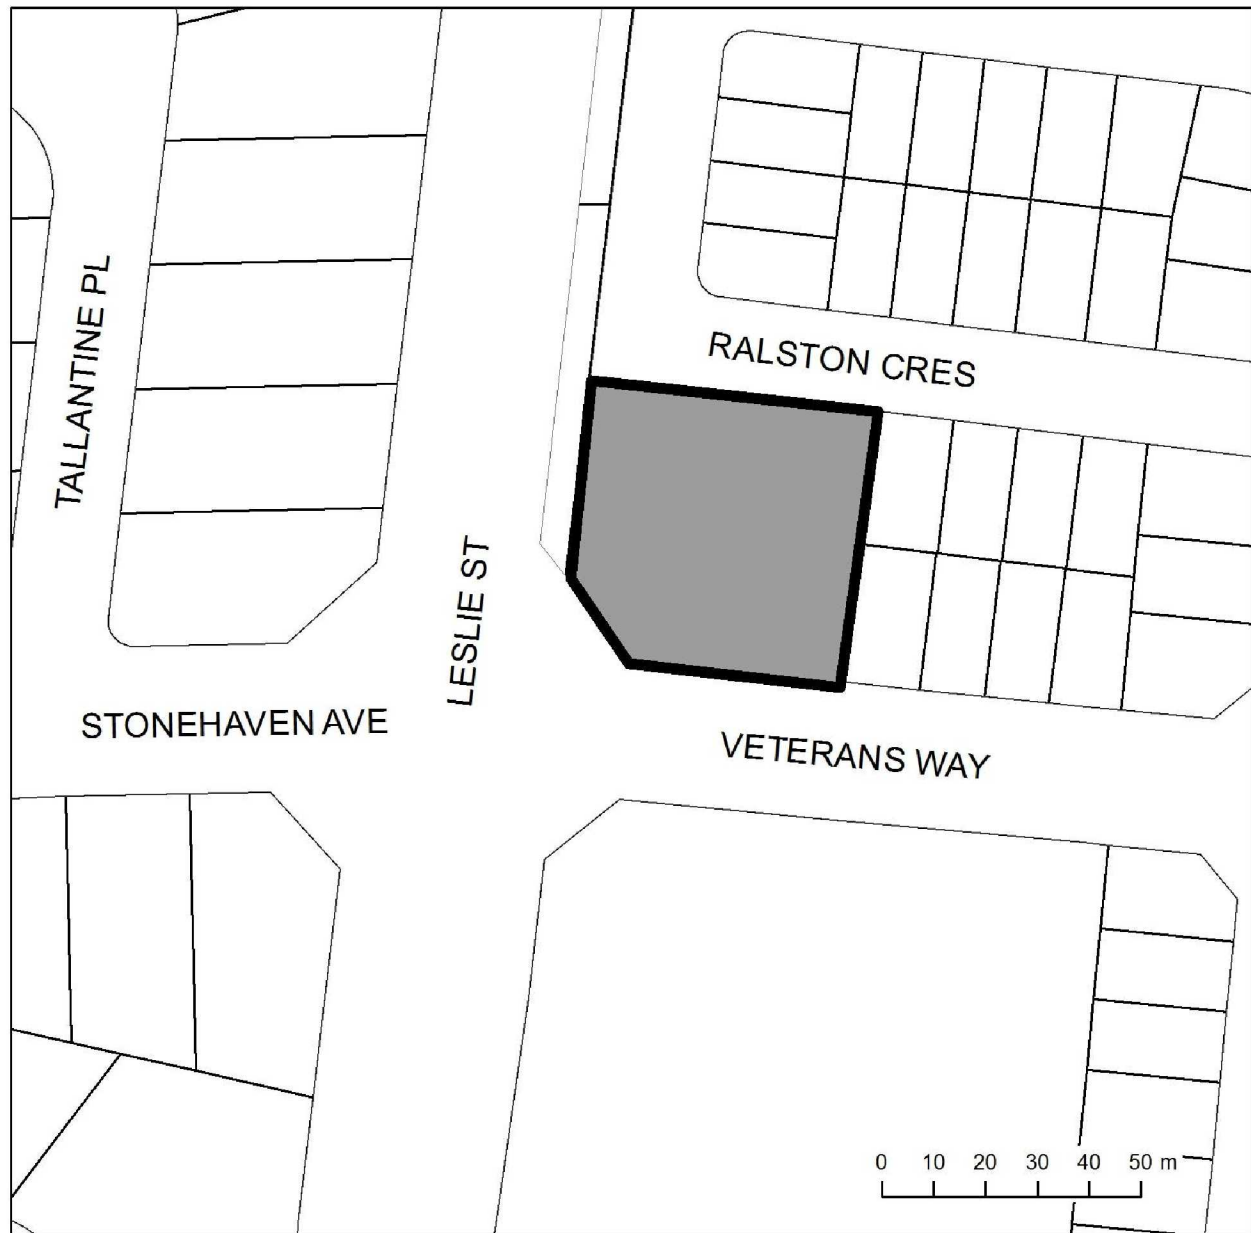 RALSTON CRES
TALLANTINE PL
LESLIE ST
STONEHAVEN AVE
VETERANS WAY
0 10 20 30 40 50 m